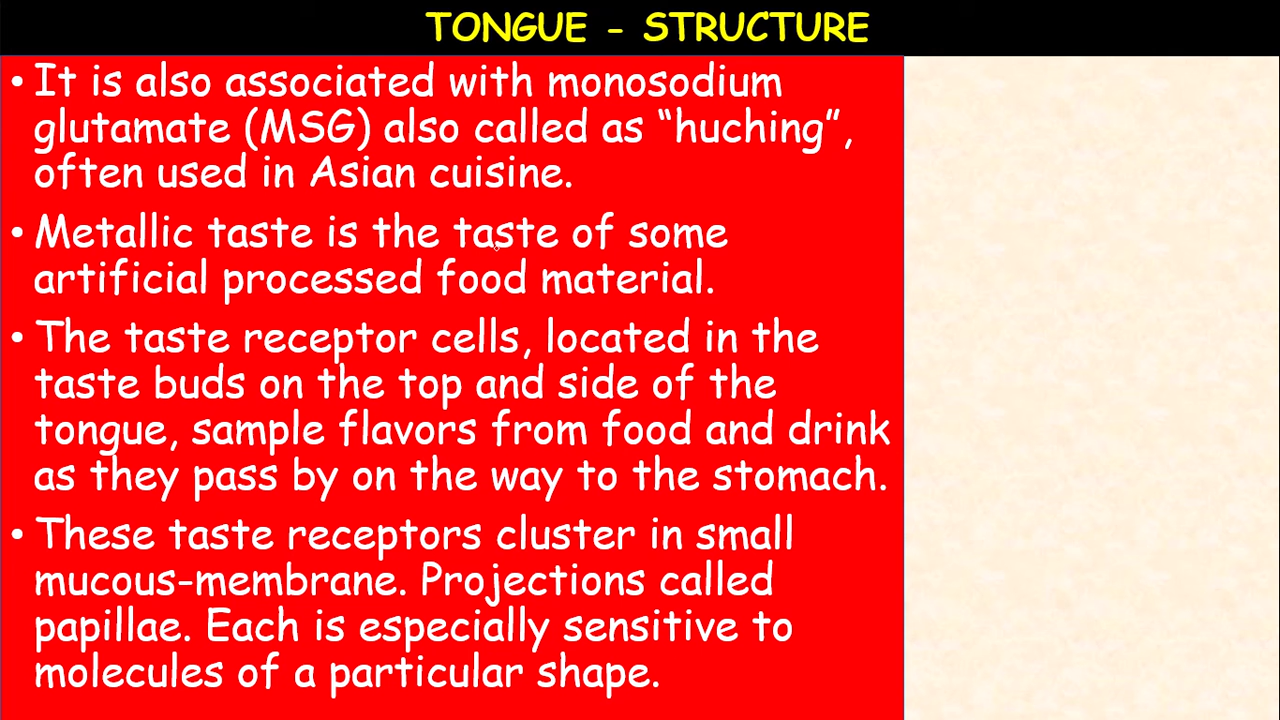 TONGUE - STRUCTURE
• It is also associated with monosodium
glutamate (MSG) also called as “huching”,
often used in Asian cuisine.
• Metallic taste is the taste of some
artificial processed food material.
• The taste receptor cells, located in the
taste buds on the top and side of the
tongue, sample flavors from food and drink
as they pass by on the way to the stomach.
• These taste receptors cluster in small
mucous-membrane. Projections called
papillae. Each is especially sensitive to
molecules of a particular shape.